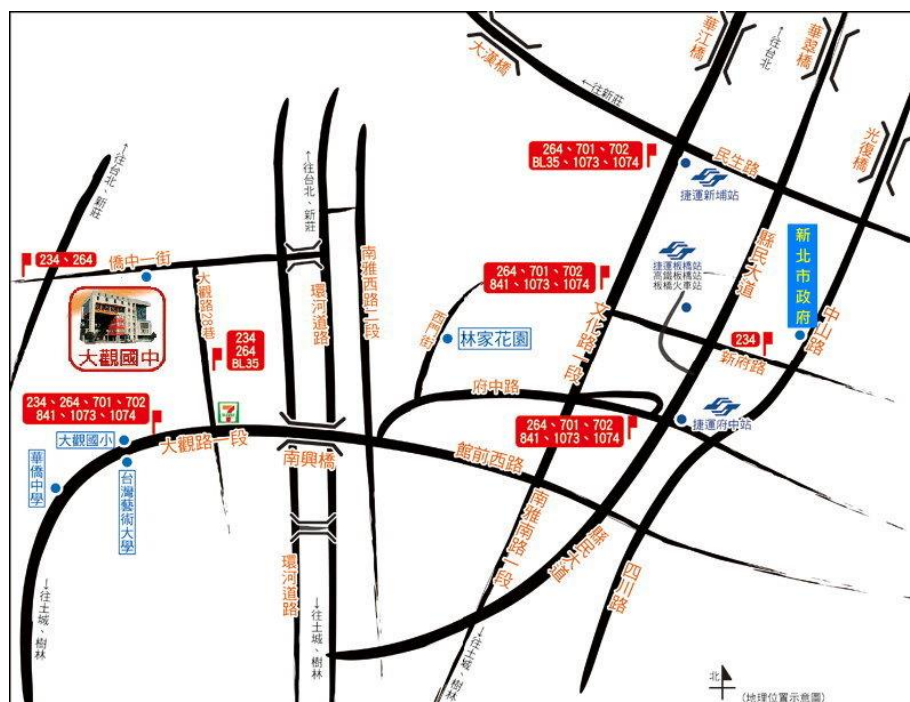 大漢橋
華江橋
↑往台北
華翠橋
光復橋
←往新莊
264、701、702
BL35、1073、1074
民生路
捷運新埔站
縣民大道
新北市政府
捷運板橋站
高鐵板橋站
板橋火車站
中山路
↑往台北、新莊
↑往台北、新莊
234、264
僑中一街
大觀路28巷
環河道路
南雅西路二段
264、701、702
841、1073、1074
西門街
林家花園
文化路一段
234
新府路
大觀國中
234
264
BL35
府中路
捷運府中站
234、264、701、702
841、1073、1074
7
ELEVEN
264、701、702
841、1073、1074
大觀國小
大觀路一段
南興橋
館前西路
華僑中學
台灣藝術大學
南雅南路一段
縣民大道
四川路
環河道路
↓往土城、樹林
↓往土城、樹林
↓往土城、樹林
北
(地理位置示意圖)